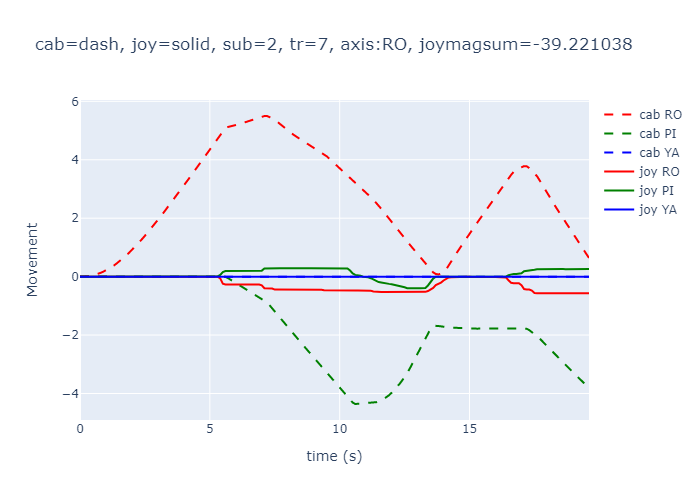 cab=dash, joy=solid, sub=2, tr=7, axis:RO, joymagsum=-39.221038
6
4
2
0
−2
−4
0
5
10
15
Movement
time (s)
cab RO
cab PI
cab YA
joy RO
joy PI
joy YA